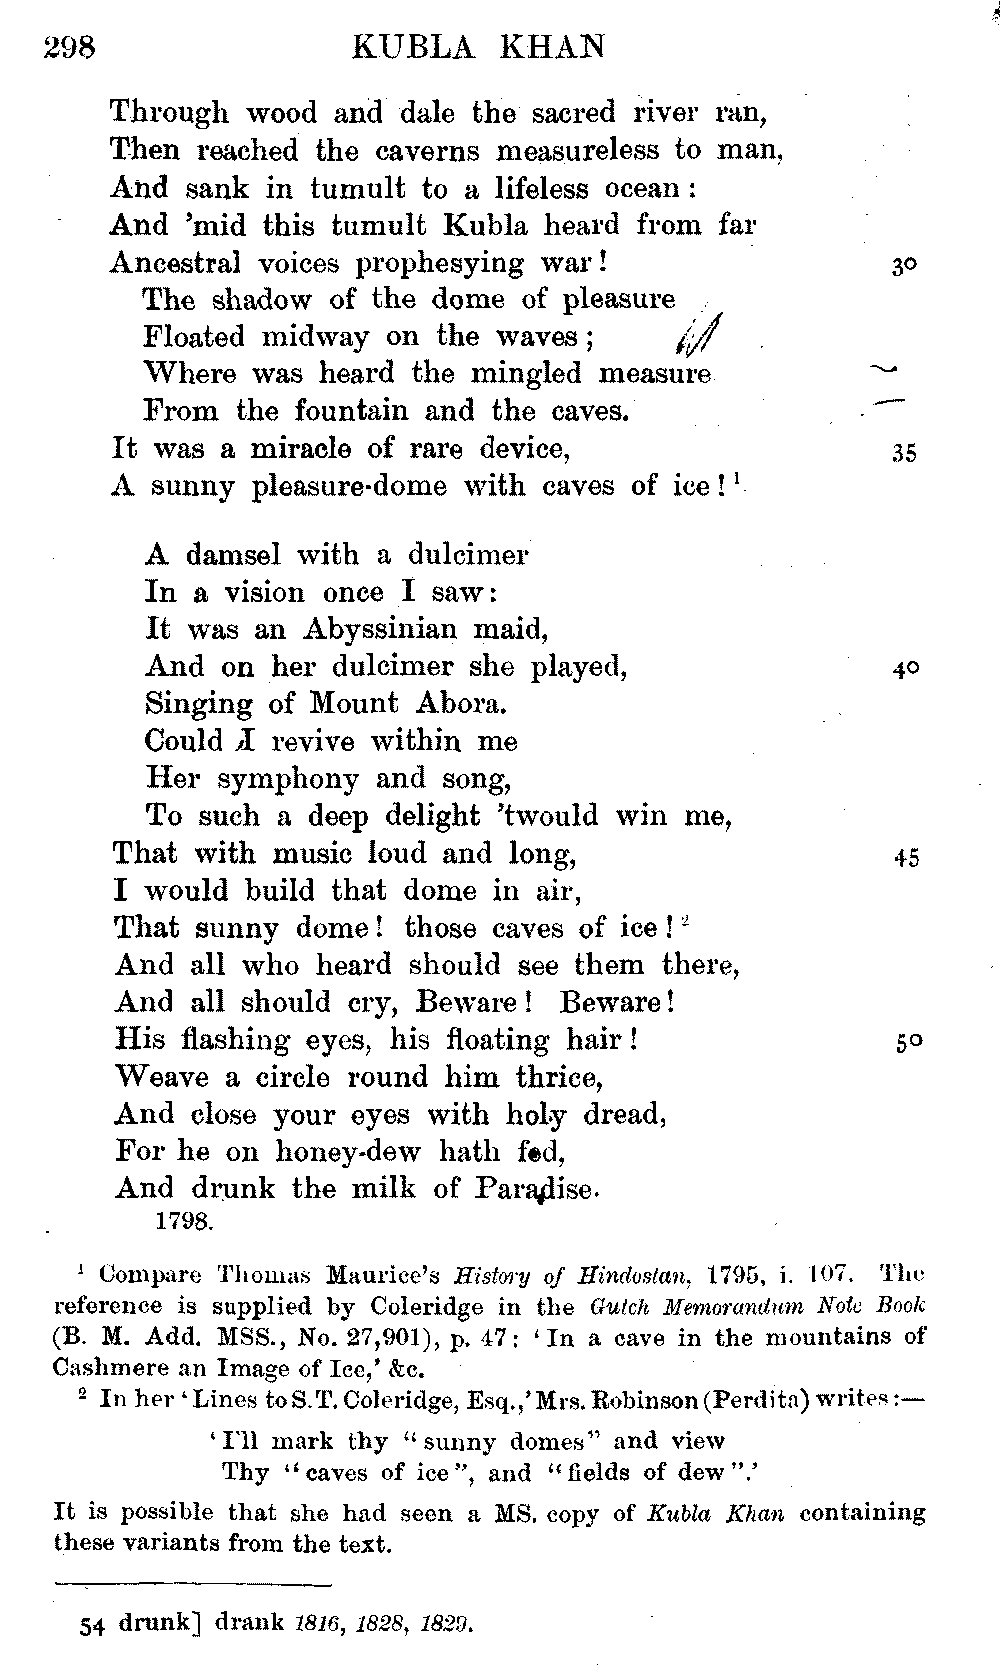 298 KUBLA KHAN
Through wood and dale the sacred river ran,
Then reached the caverns measureless to man,
And sank in tumult to a lifeless ocean :
And ’mid this tumult Kubla heard from far
Ancestral voices prophesying war ! 30
The shadow of the dome of pleasure
Floated midway on the waves ;
Where was heard the mingled measure
From the fountain and the caves.
It was a miracle of rare device, 35
A sunny pleasure-dome with caves of ice ! ¹
A damsel with a dulcimer
In a vision once I saw :
It was an Abyssinian maid,
And on her dulcimer she played, 40
Singing of Mount Abora.
Could I revive within me
Her symphony and song,
To such a deep delight ’twould win me,
That with music loud and long, 45
I would build that dome in air,
That sunny dome ! those caves of ice ! ²
And all who heard should see them there,
And all should cry, Beware ! Beware !
His flashing eyes, his floating hair ! 50
Weave a circle round him thrice,
And close your eyes with holy dread,
For he on honey-dew hath fed,
And drunk the milk of Paradise.
1798.
¹ Compare Thomas Maurice’s History of Hindostan, 1795, i. 107. The
reference is supplied by Coleridge in the Gutch Memorandum Note Book
(B. M. Add. MSS., No. 27,901), p. 47 : ‘ In a cave in the mountains of
Cashmere an Image of Ice,’ &c.
² In her ‘ Lines to S. T. Coleridge, Esq.,’ Mrs. Robinson (Perdita) writes :—
‘ I’ll mark thy “ sunny domes” and view
Thy “ caves of ice ”, and “ fields of dew ”.’
It is possible that she had seen a MS. copy of Kubla Khan containing
these variants from the text.
54 drunk] drank 1816, 1828, 1829.